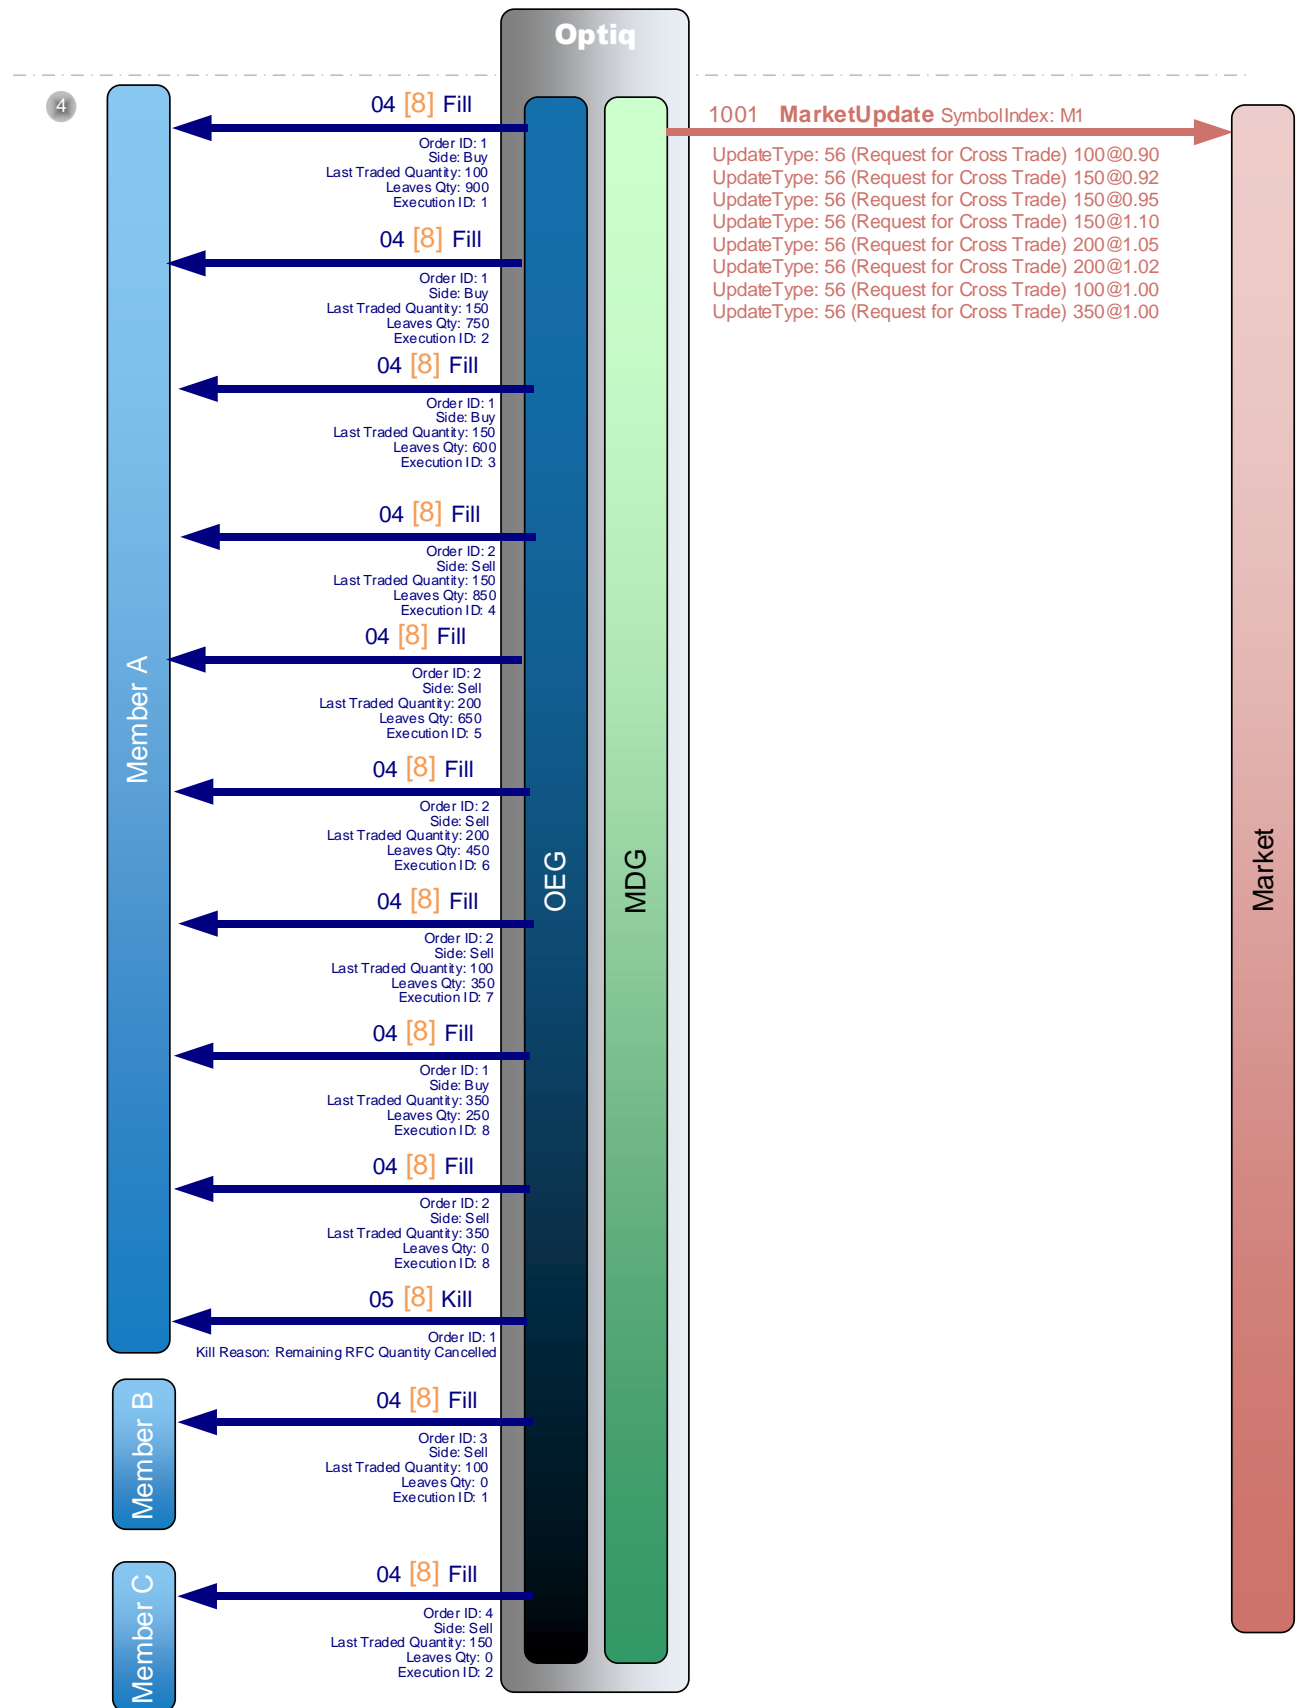 Optiq
4
04 [8] Fill
Order ID: 1
Side: Buy
Last Traded Quantity: 100
Leaves Qty: 900
Execution ID: 1
04 [8] Fill
Order ID: 1
Side: Buy
Last Traded Quantity: 150
Leaves Qty: 750
Execution ID: 2
04 [8] Fill
Order ID: 1
Side: Buy
Last Traded Quantity: 150
Leaves Qty: 600
Execution ID: 3
04 [8] Fill
Order ID: 2
Side: Sell
Last Traded Quantity: 150
Leaves Qty: 850
Execution ID: 4
04 [8] Fill
Order ID: 2
Side: Sell
Last Traded Quantity: 200
Leaves Qty: 650
Execution ID: 5
04 [8] Fill
Order ID: 2
Side: Sell
Last Traded Quantity: 200
Leaves Qty: 450
Execution ID: 6
04 [8] Fill
Order ID: 2
Side: Sell
Last Traded Quantity: 100
Leaves Qty: 350
Execution ID: 7
04 [8] Fill
Order ID: 1
Side: Buy
Last Traded Quantity: 350
Leaves Qty: 250
Execution ID: 8
04 [8] Fill
Order ID: 2
Side: Sell
Last Traded Quantity: 350
Leaves Qty: 0
Execution ID: 8
05 [8] Kill
Order ID: 1
Kill Reason: Remaining RFC Quantity Cancelled
Member A
04 [8] Fill
Order ID: 3
Side: Sell
Last Traded Quantity: 100
Leaves Qty: 0
Execution ID: 1
Member B
04 [8] Fill
Order ID: 4
Side: Sell
Last Traded Quantity: 150
Leaves Qty: 0
Execution ID: 2
Member C
OEG
MDG
1001 MarketUpdate SymbolIndex: M1
UpdateType: 56 (Request for Cross Trade) 100@0.90
UpdateType: 56 (Request for Cross Trade) 150@0.92
UpdateType: 56 (Request for Cross Trade) 150@0.95
UpdateType: 56 (Request for Cross Trade) 150@1.10
UpdateType: 56 (Request for Cross Trade) 200@1.05
UpdateType: 56 (Request for Cross Trade) 200@1.02
UpdateType: 56 (Request for Cross Trade) 100@1.00
UpdateType: 56 (Request for Cross Trade) 350@1.00
Market